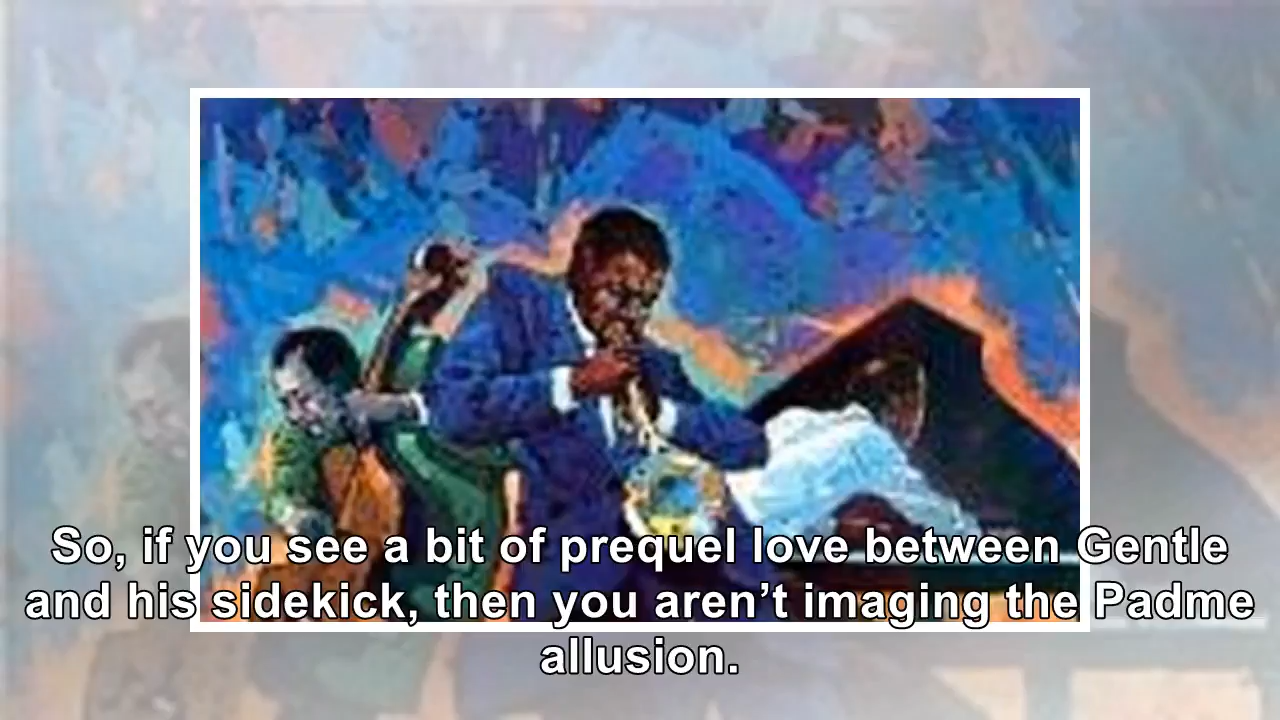 So, if you see a bit of prequel love between Gentle
and his sidekick, then you aren’t imaging the Padme
allusion.